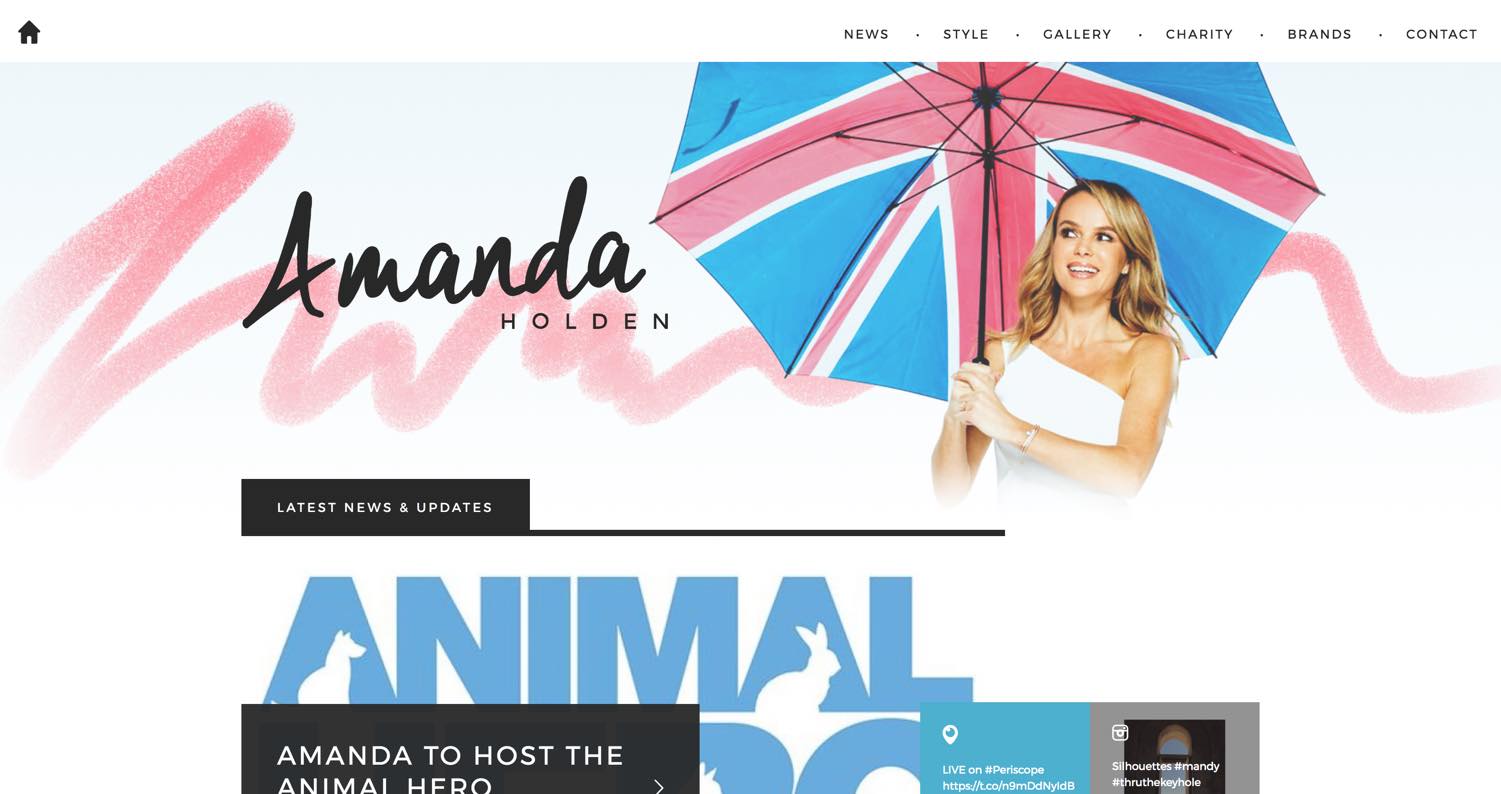 NEWS • STYLE • GALLERY • CHARITY • BRANDS • CONTACT
Amanda
HOLDEN
LATEST NEWS & UPDATES
ANIMAL
AMANDA TO HOST THE
ANIMAL HERO
LIVE on #Periscope
https://t.co/n9mDdNyIdB
Silhouettes #mandy
#thruthekeyhole